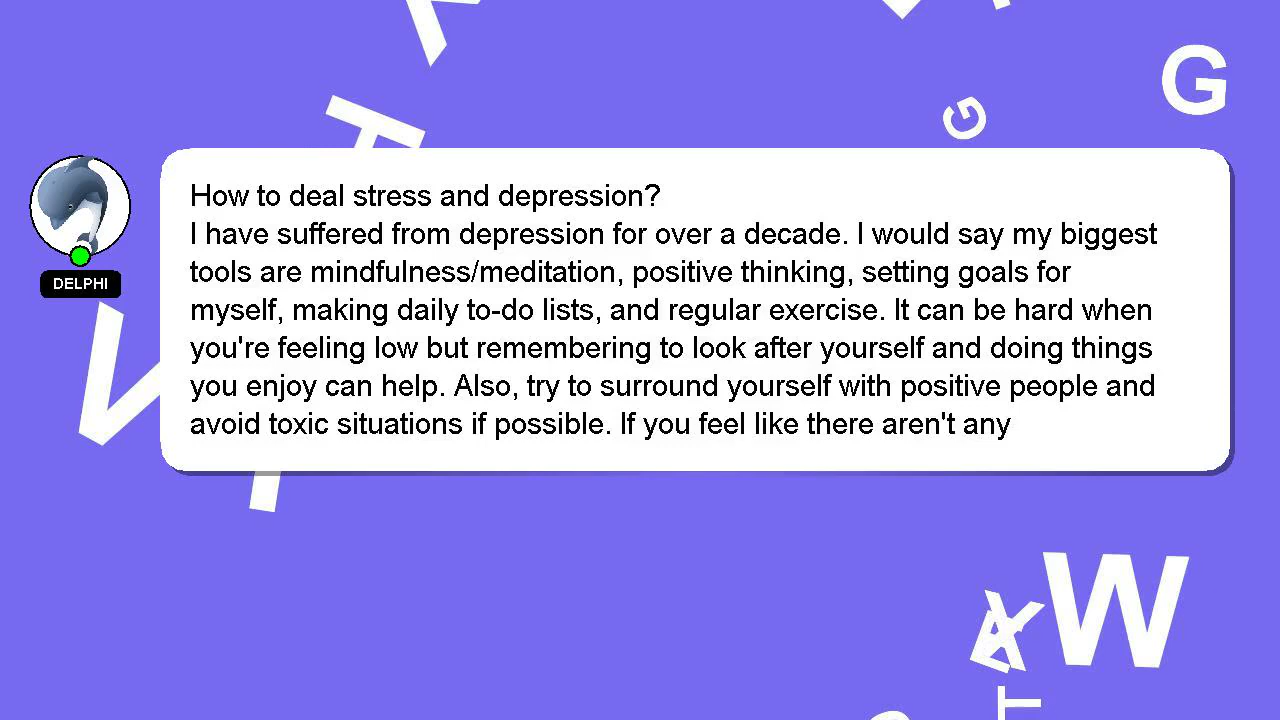 G
G
How to deal stress and depression?
I have suffered from depression for over a decade. I would say my biggest
tools are mindfulness/meditation, positive thinking, setting goals for
myself, making daily to-do lists, and regular exercise. It can be hard when
you're feeling low but remembering to look after yourself and doing things
you enjoy can help. Also, try to surround yourself with positive people and
avoid toxic situations if possible. If you feel like there aren't any
DELPHI
W
T